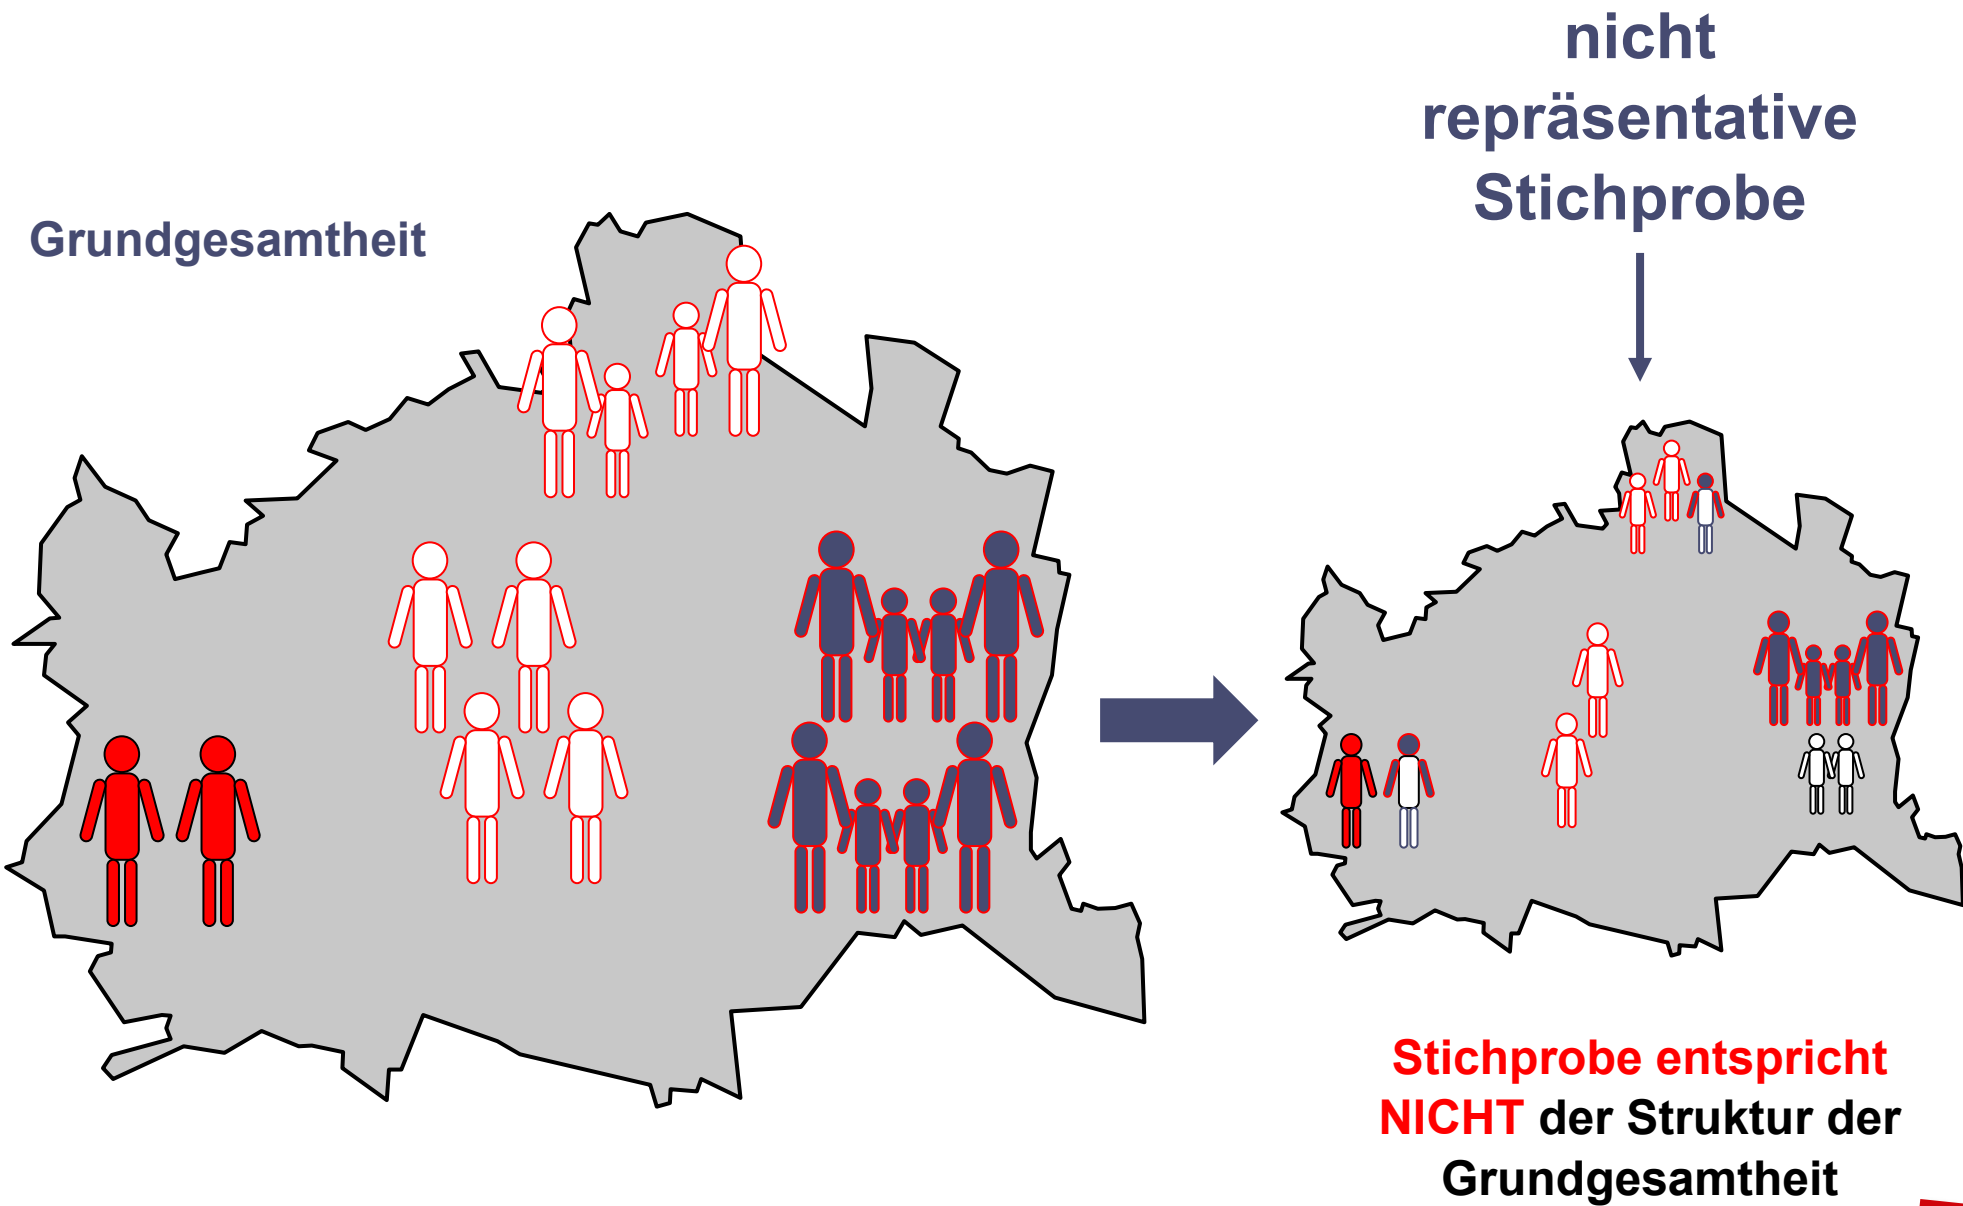 nicht
repräsentative
Stichprobe
Grundgesamtheit
Stichprobe entspricht
NICHT der Struktur der
Grundgesamtheit